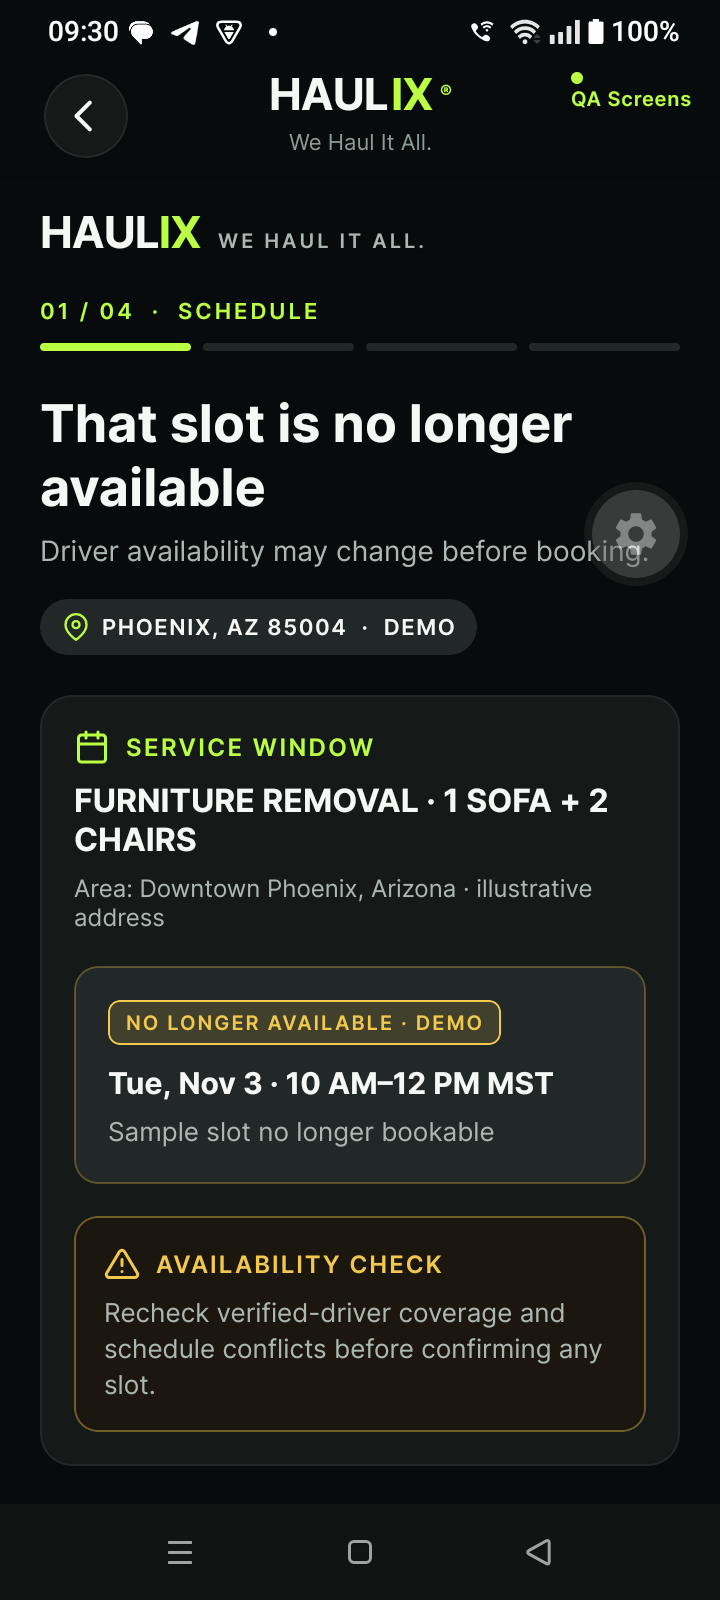 09:30 100%
HAULIX ®
We Haul It All.
QA Screens
HAULIX WE HAUL IT ALL.
01 / 04 · SCHEDULE
That slot is no longer
available
Driver availability may change before booking.
PHOENIX, AZ 85004 · DEMO
SERVICE WINDOW
FURNITURE REMOVAL · 1 SOFA + 2
CHAIRS
Area: Downtown Phoenix, Arizona · illustrative
address
NO LONGER AVAILABLE · DEMO
Tue, Nov 3 · 10 AM–12 PM MST
Sample slot no longer bookable
AVAILABILITY CHECK
Recheck verified-driver coverage and
schedule conflicts before confirming any
slot.